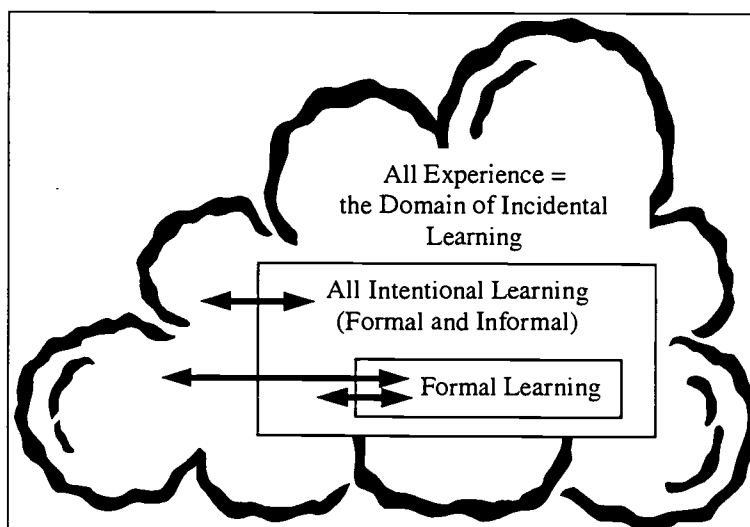 All Experience =
the Domain of Incidental
Learning
All Intentional Learning
(Formal and Informal)
Formal Learning